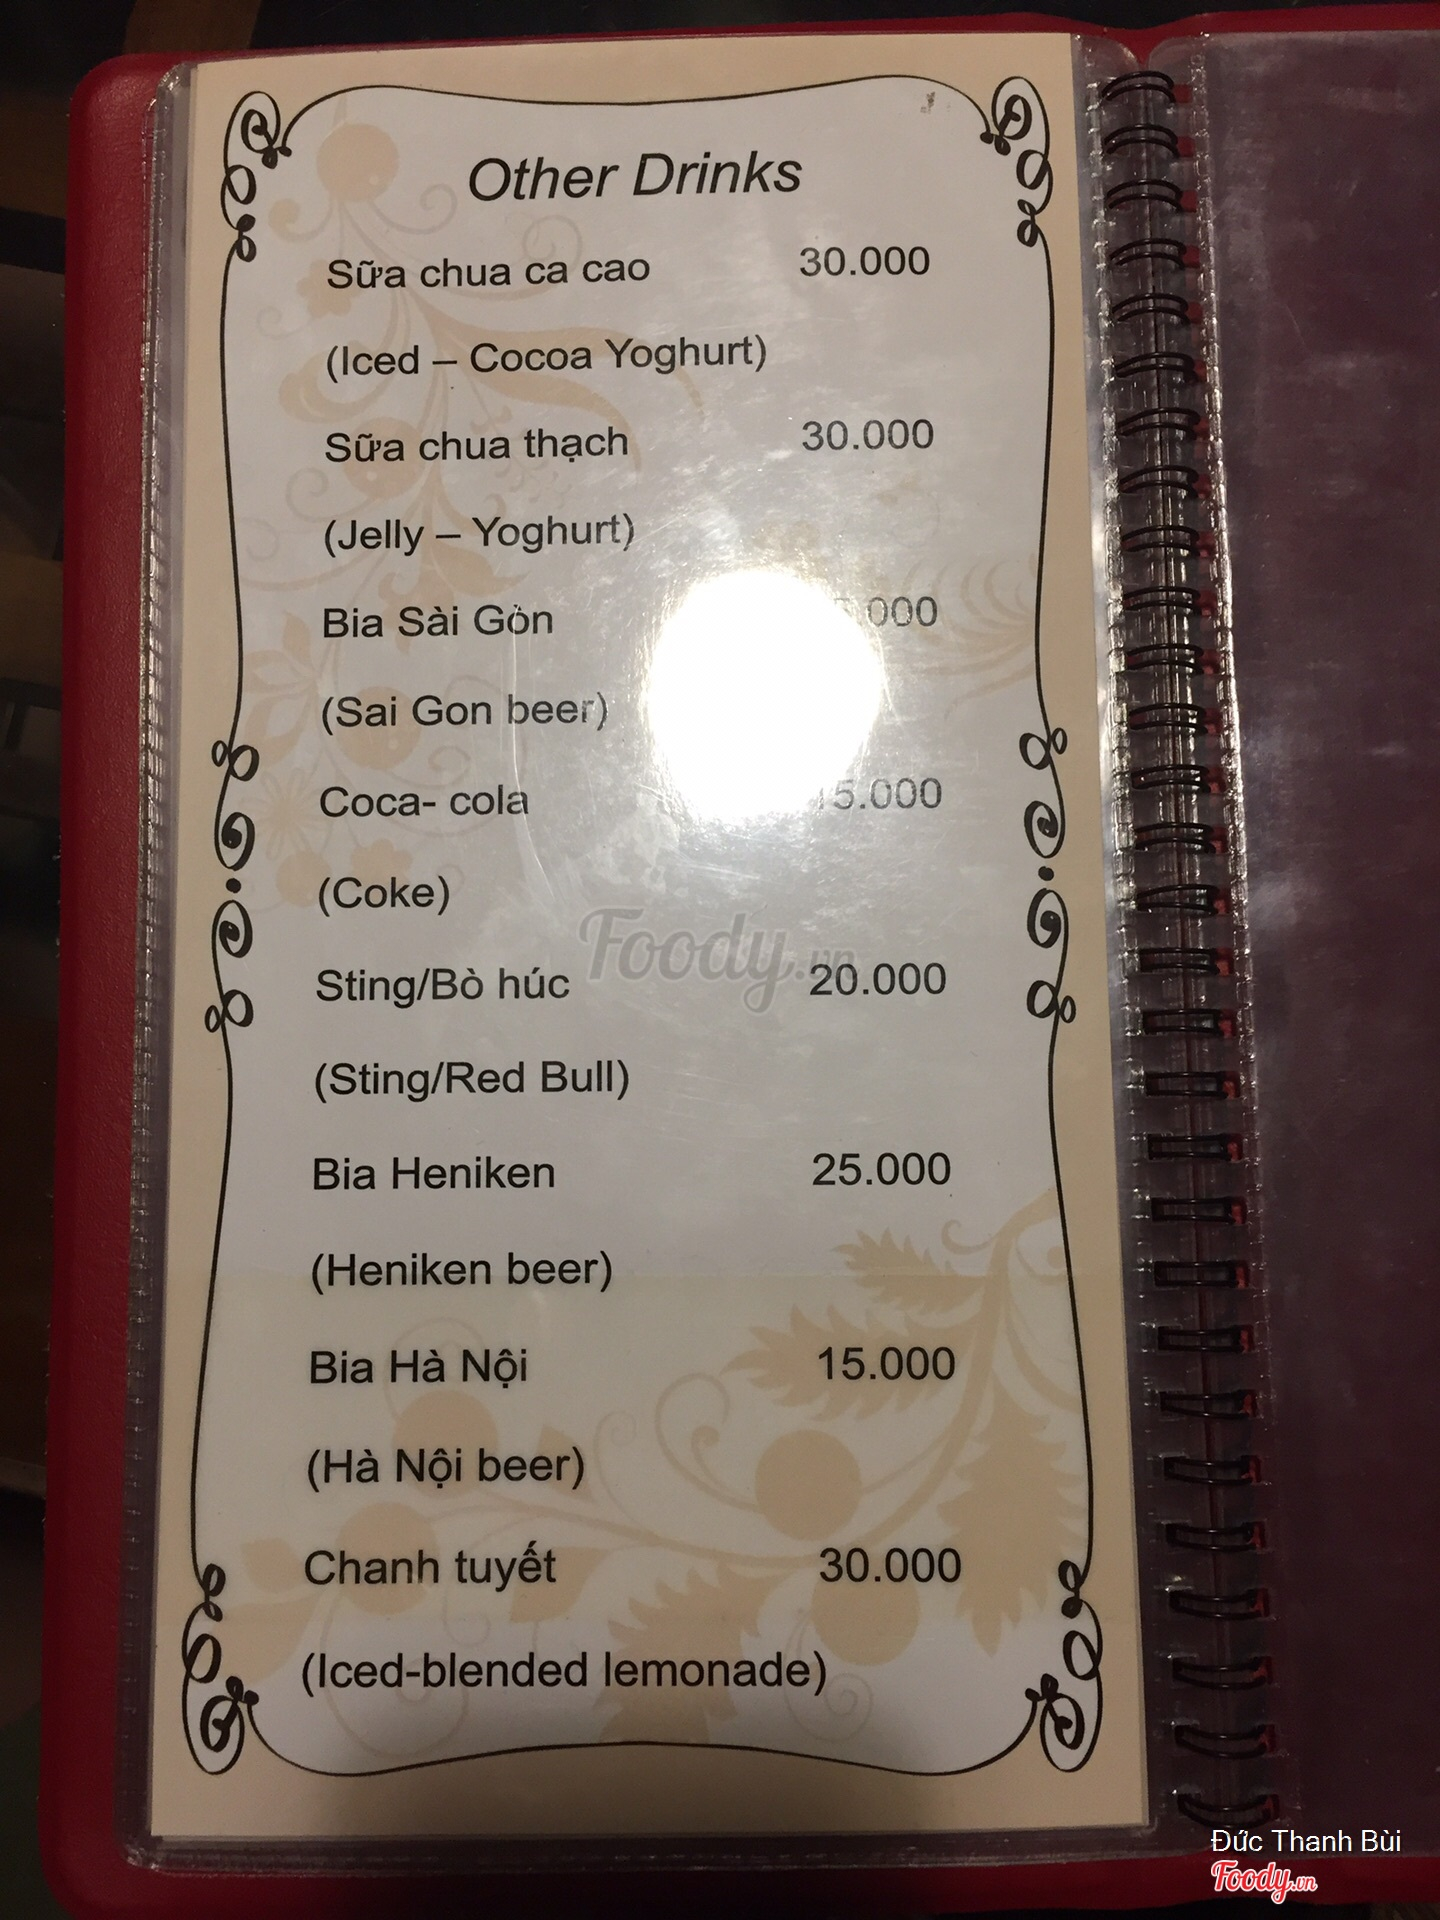 Other Drinks
Sữa chua ca cao 30.000
(Iced – Cocoa Yoghurt)
Sữa chua thạch 30.000
(Jelly – Yoghurt)
Bia Sài Gòn
(Sai Gon beer)
Coca- cola 15.000
(Coke)
Foody.vn
Sting/Bò húc 20.000
(Sting/Red Bull)
Bia Heniken 25.000
(Heniken beer)
Bia Hà Nội 15.000
(Hà Nội beer)
Chanh tuyết 30.000
(Iced-blended lemonade)
Đức Thanh Bùi
Foody.vn